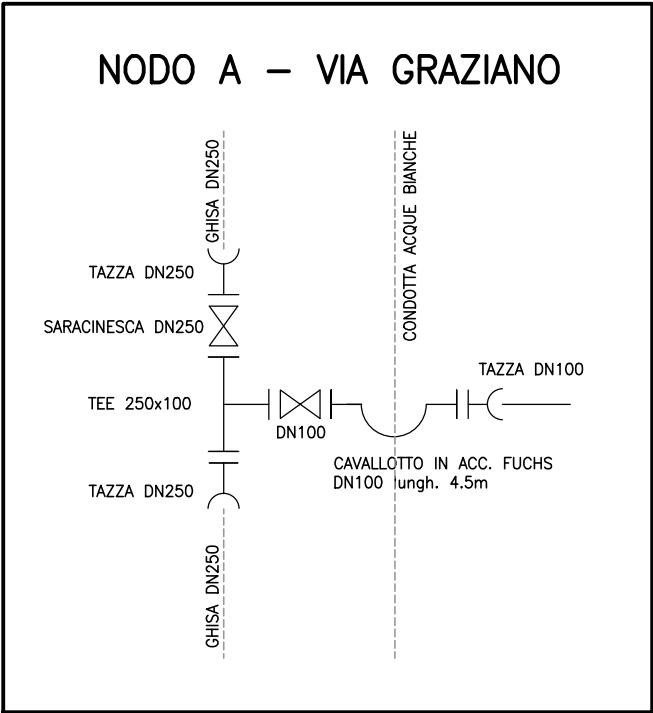 NODO A – VIA GRAZIANO
GHISA DN250
CONDOTTA ACQUE BIANCHE
TAZZA DN250
SARACINESCA DN250
TAZZA DN100
TEE 250x100
DN100
CAVALLOTTO IN ACC. FUCHS
DN100 lungh. 4.5m
TAZZA DN250
GHISA DN250